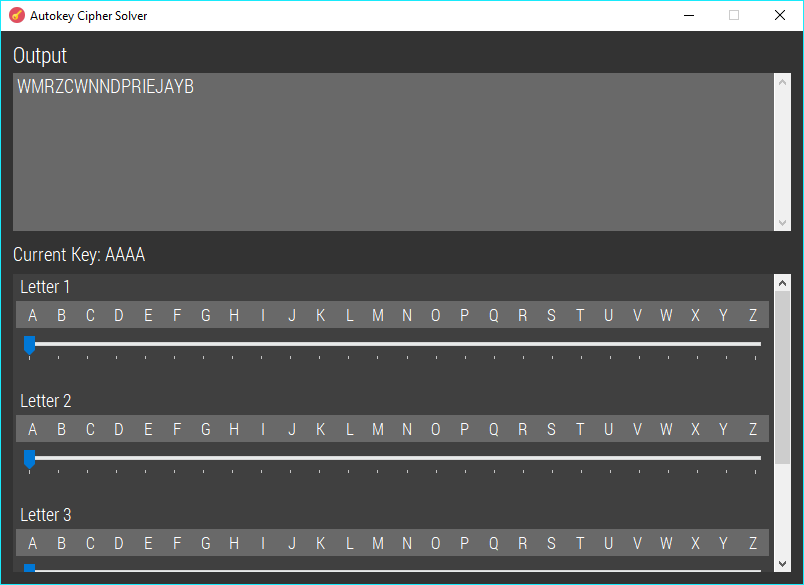 Autokey Cipher Solver
Output
WMRZCWNNDPRIEJAYB
Current Key: AAAA
Letter 1
A B C D E F G H I J K L M N O P Q R S T U V W X Y Z
Letter 2
A B C D E F G H I J K L M N O P Q R S T U V W X Y Z
Letter 3
A B C D E F G H I J K L M N O P Q R S T U V W X Y Z